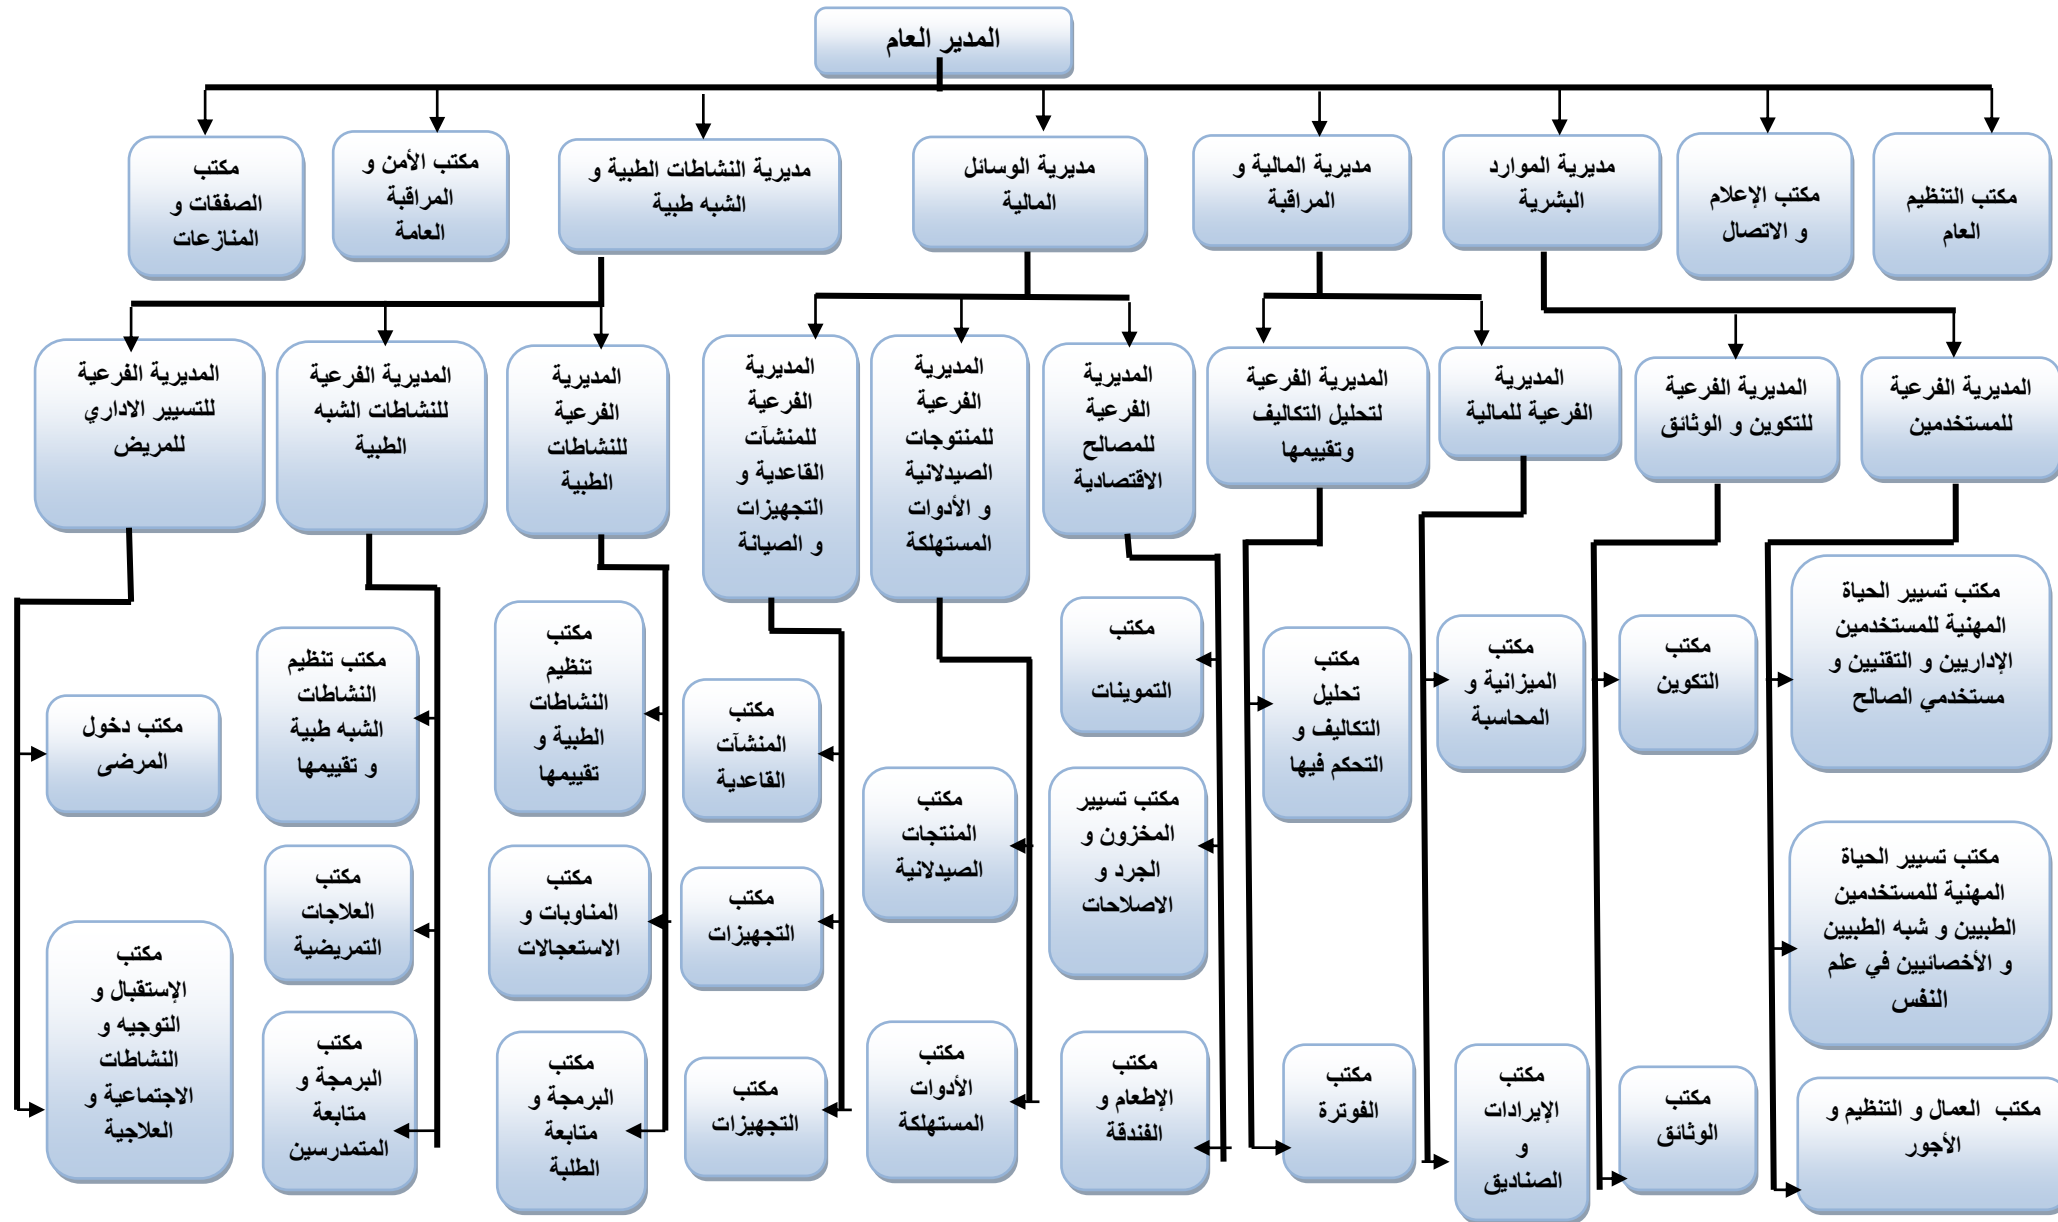 المدير العام
مكتب التنظيم
العام
مكتب الإعلام
و الاتصال
مديرية الموارد
البشرية
مديرية المالية و
المراقبة
مديرية الوسائل
المالية
مديرية النشاطات الطبية و
الشبه طبية
مكتب الأمن و
المراقبة
العامة
مكتب
الصفقات و
المنازعات
المديرية الفرعية
للمستخدمين
المديرية الفرعية
للتكوين و الوثائق
المديرية
الفرعية للمالية
المديرية الفرعية
لتحليل التكاليف
وتقييمها
المديرية
الفرعية
للمصالح
الاقتصادية
المديرية
الفرعية
للمنتوجات
الصيدلانية
و الأدوات
المستهلكة
المديرية
الفرعية
للمنشآت
القاعدية و
التجهيزات
و الصيانة
المديرية
الفرعية
للنشاطات
الطبية
المديرية الفرعية
للنشاطات الشبه
الطبية
المديرية الفرعية
للتسيير الاداري
للمريض
مكتب تسيير الحياة
المهنية للمستخدمين
الإداريين و التقنيين و
مستخدمي الصالح
مكتب
التكوين
مكتب
الميزانية و
المحاسبة
مكتب
تحليل
التكاليف و
التحكم فيها
مكتب
التموينات
مكتب
المنشآت
القاعدية
مكتب
تنظيم
النشاطات
الطبية و
تقييمها
مكتب تنظيم
النشاطات
الشبه طبية
و تقييمها
مكتب دخول
المرضى
مكتب تسيير الحياة
المهنية للمستخدمين
الطبيين و شبه الطبيين
و الأخصائيين في علم
النفس
مكتب تسيير
المخزون و
الجرد و
الاصلاحات
مكتب
المنتجات
الصيدلانية
مكتب
التجهيزات
مكتب
المناوبات و
الاستعجالات
مكتب
العلاجات
التمريضية
مكتب
الإستقبال و
التوجيه و
النشاطات
الاجتماعية و
العلاجية
مكتب العمال و التنظيم و
الأجور
مكتب
الوثائق
مكتب
الإيرادات
و
الصناديق
مكتب
الفوترة
مكتب
الإطعام و
الفندقة
مكتب
الأدوات
المستهلكة
مكتب
التجهيزات
مكتب
البرمجة و
متابعة
الطلبة
مكتب
البرمجة و
متابعة
المتمدرسين